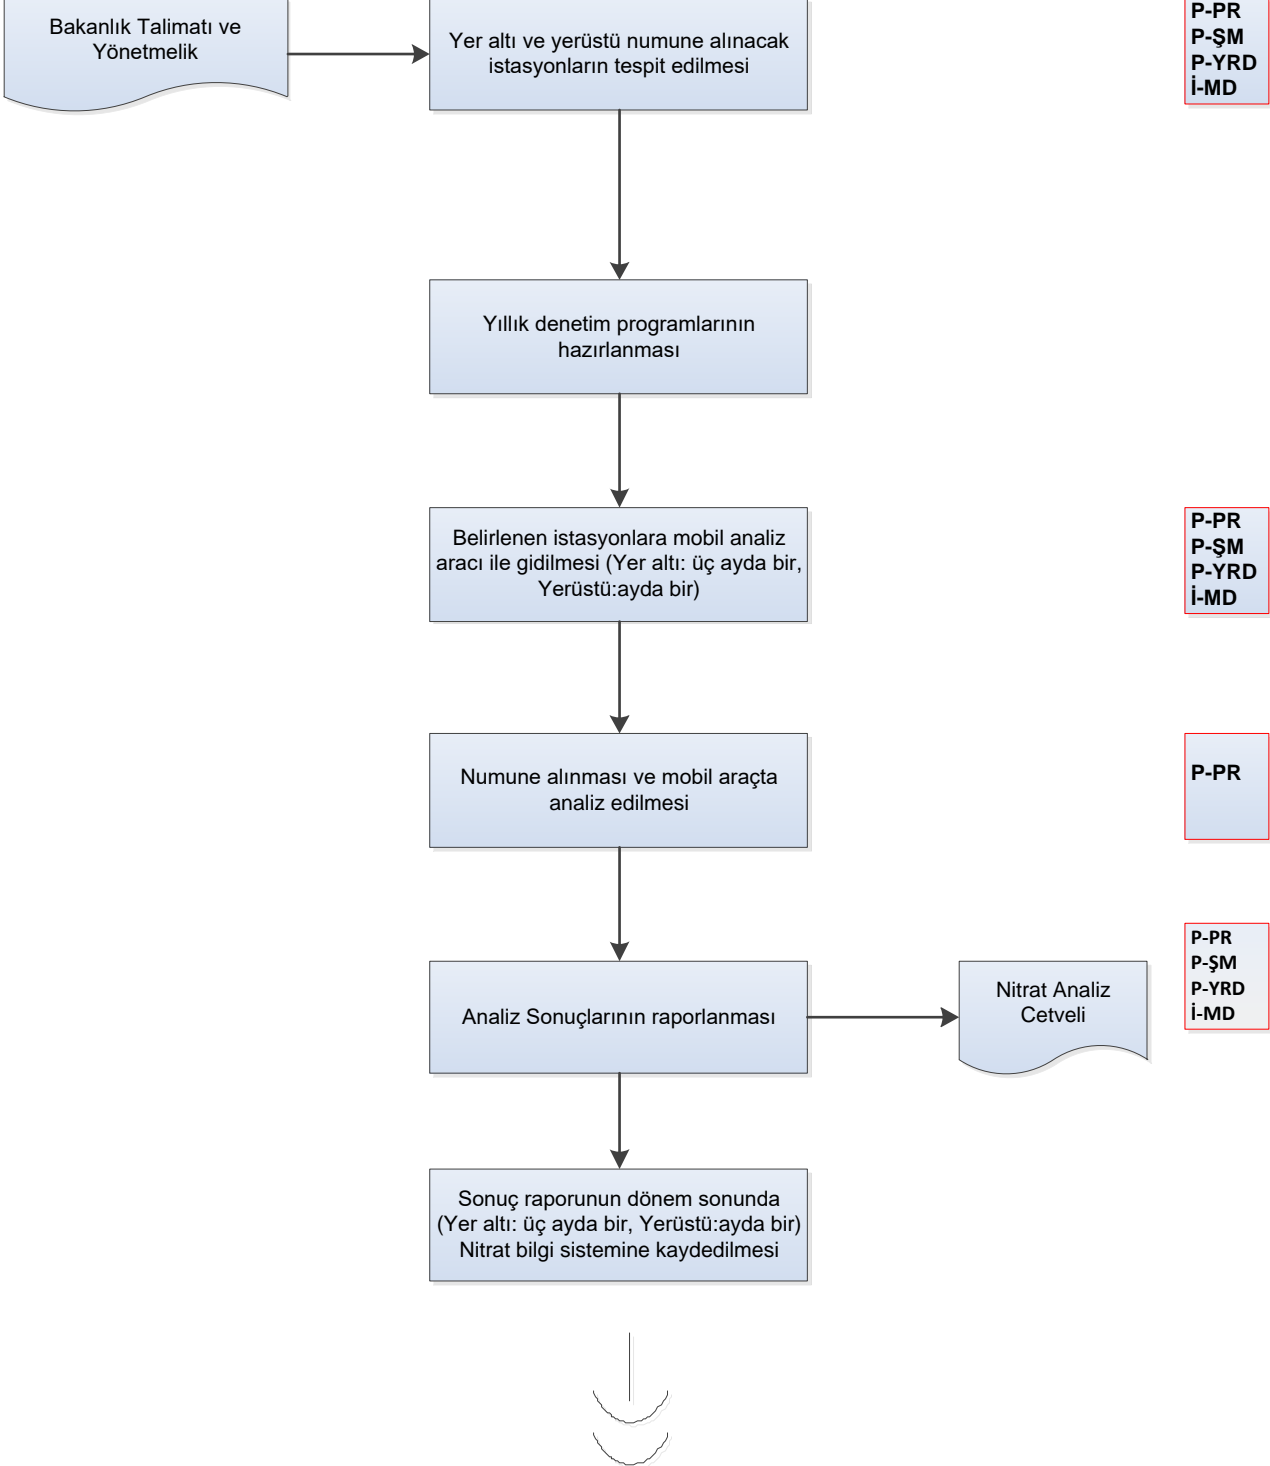 Bakanlık Talimatı ve
Yönetmelik
Yer altı ve yerüstü numune alınacak
istasyonların tespit edilmesi
P-PR
P-ŞM
P-YRD
İ-MD
Yıllık denetim programlarının
hazırlanması
Belirlenen istasyonlara mobil analiz
aracı ile gidilmesi (Yer altı: üç ayda bir,
Yerüstü:ayda bir)
P-PR
P-ŞM
P-YRD
İ-MD
Numune alınması ve mobil araçta
analiz edilmesi
P-PR
Analiz Sonuçlarının raporlanması
Nitrat Analiz
Cetveli
P-PR
P-ŞM
P-YRD
İ-MD
Sonuç raporunun dönem sonunda
(Yer altı: üç ayda bir, Yerüstü:ayda bir)
Nitrat bilgi sistemine kaydedilmesi